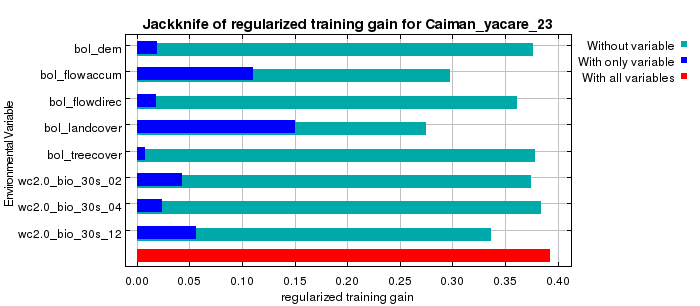 Jackknife of regularized training gain for Caiman_yacare_23
Environmental Variable
bol_dem
bol_flowaccum
bol_flowdirec
bol_landcover
bol_treecover
wc2.0_bio_30s_02
wc2.0_bio_30s_04
wc2.0_bio_30s_12
0.00 0.05 0.10 0.15 0.20 0.25 0.30 0.35 0.40
regularized training gain
Without variable
With only variable
With all variables